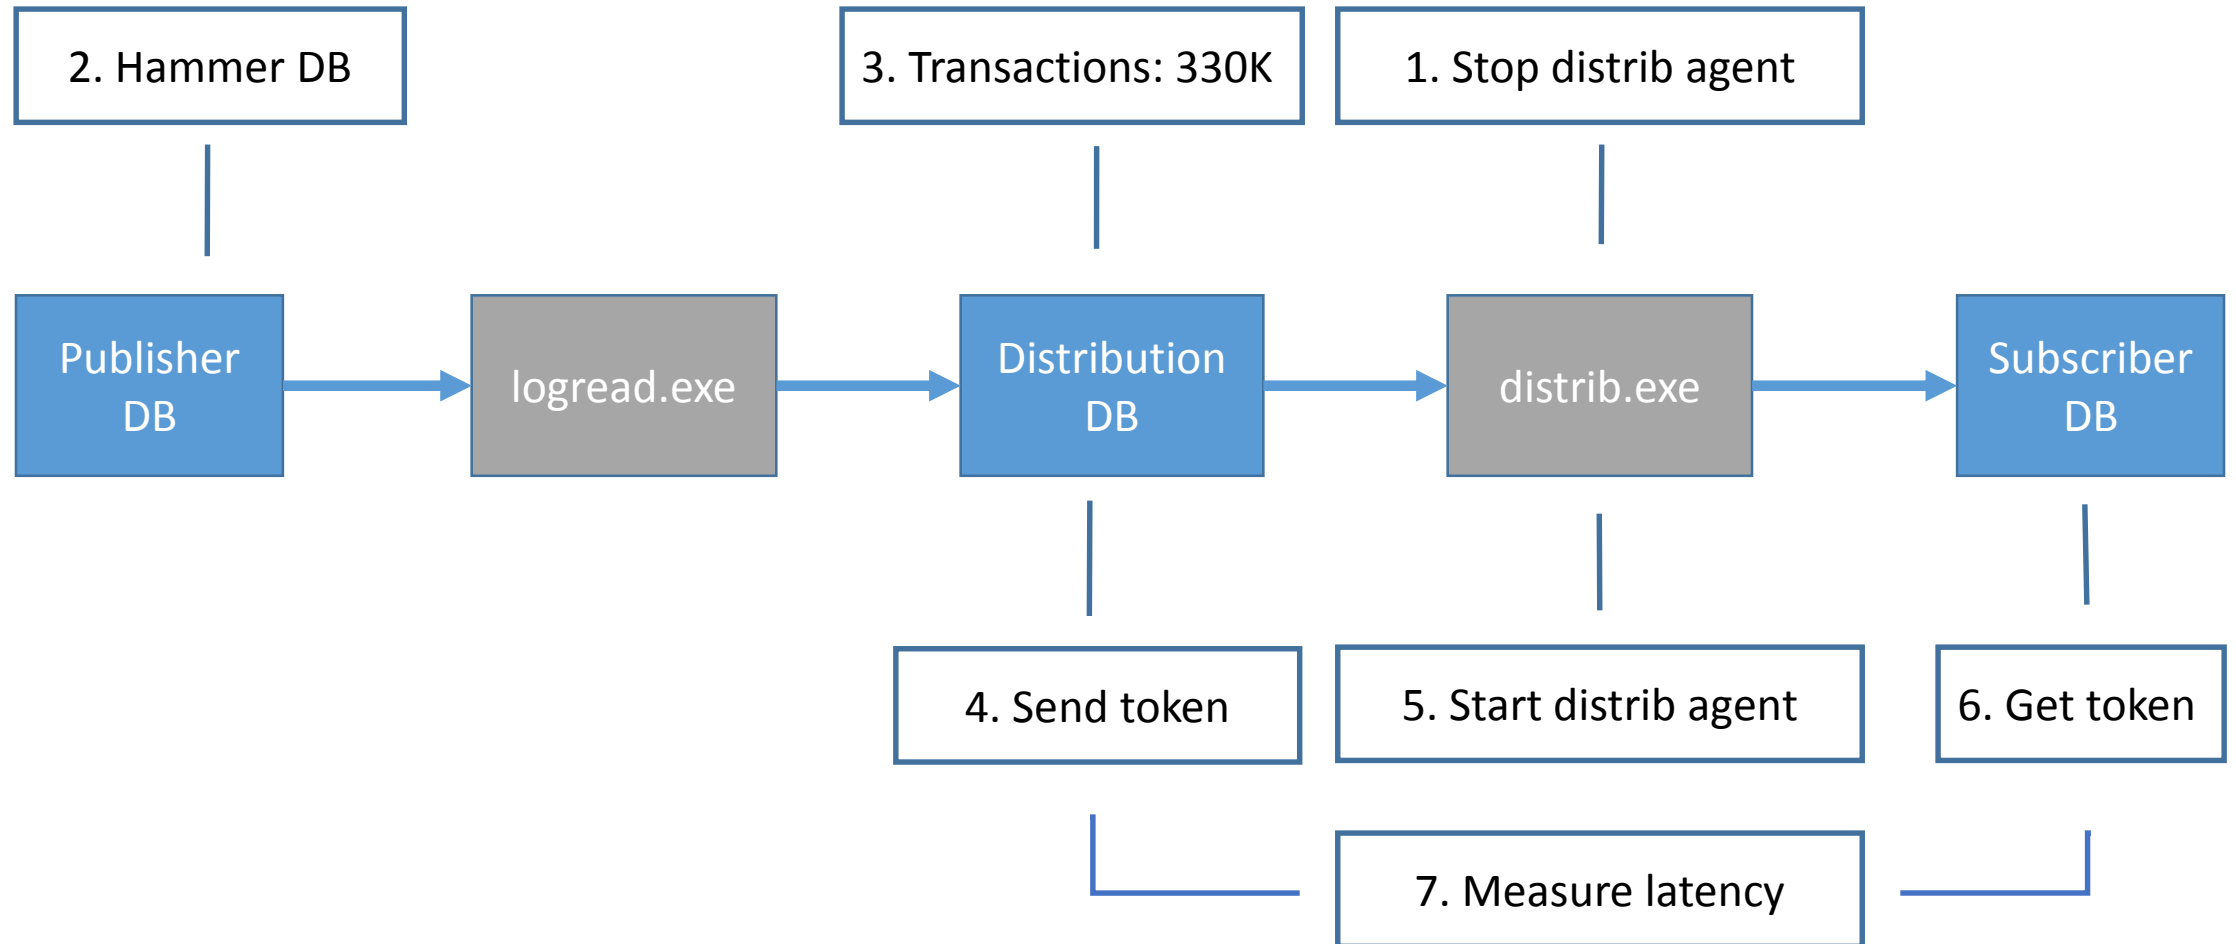 2. Hammer DB
3. Transactions: 330K
1. Stop distrib agent
Publisher
DB
logread.exe
Distribution
DB
distrib.exe
Subscriber
DB
4. Send token
5. Start distrib agent
6. Get token
7. Measure latency